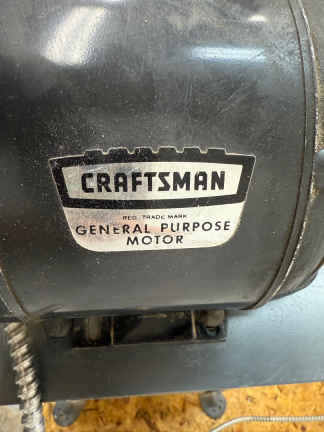 CRAFTSMAN
REG. TRADE MARK
GENERAL PURPOSE
MOTOR